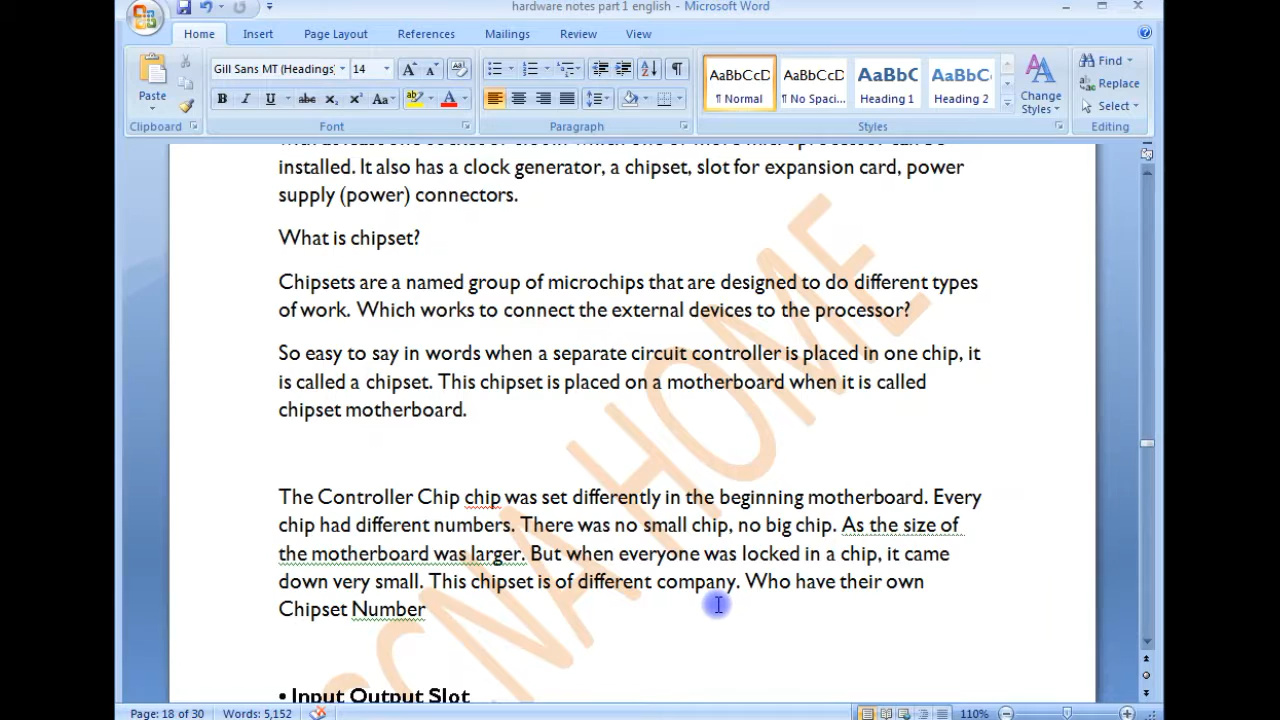 hardware notes part 1 english - Microsoft Word
Home Insert Page Layout References Mailings Review View
Paste
Gill Sans MT (Headings) 14
AaBbCcD AaBbCcD AaBbC AaBbCc
¶ Normal ¶ No Spaci... Heading 1 Heading 2
Change
Styles
Find
Replace
Select
Clipboard Font Paragraph Styles Editing
installed. It also has a clock generator, a chipset, slot for expansion card, power
supply (power) connectors.
What is chipset?
Chipsets are a named group of microchips that are designed to do different types
of work. Which works to connect the external devices to the processor?
So easy to say in words when a separate circuit controller is placed in one chip, it
is called a chipset. This chipset is placed on a motherboard when it is called
chipset motherboard.
The Controller Chip chip was set differently in the beginning motherboard. Every
chip had different numbers. There was no small chip, no big chip. As the size of
the motherboard was larger. But when everyone was locked in a chip, it came
down very small. This chipset is of different company. Who have their own
Chipset Number
• Input Output Slot
CCNA HOME
Page: 18 of 30 Words: 5,152 110%